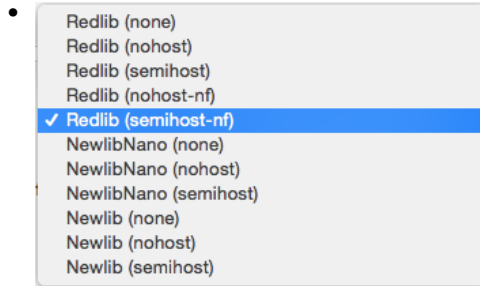 Redlib (none)
Redlib (nohost)
Redlib (semihost)
Redlib (nohost-nf)
✓ Redlib (semihost-nf)
NewlibNano (none)
NewlibNano (nohost)
NewlibNano (semihost)
Newlib (none)
Newlib (nohost)
Newlib (semihost)